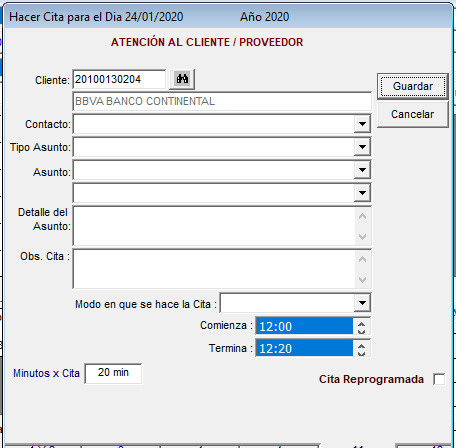 Hacer Cita para el Día 24/01/2020 Año 2020
ATENCIÓN AL CLIENTE / PROVEEDOR
Cliente: 20100130204
Guardar
BBVA BANCO CONTINENTAL
Cancelar
Contacto:
Tipo Asunto:
Asunto:
Detalle del
Asunto:
Obs. Cita :
Modo en que se hace la Cita :
Comienza : 12:00
Termina : 12:20
Minutos x Cita 20 min
Cita Reprogramada